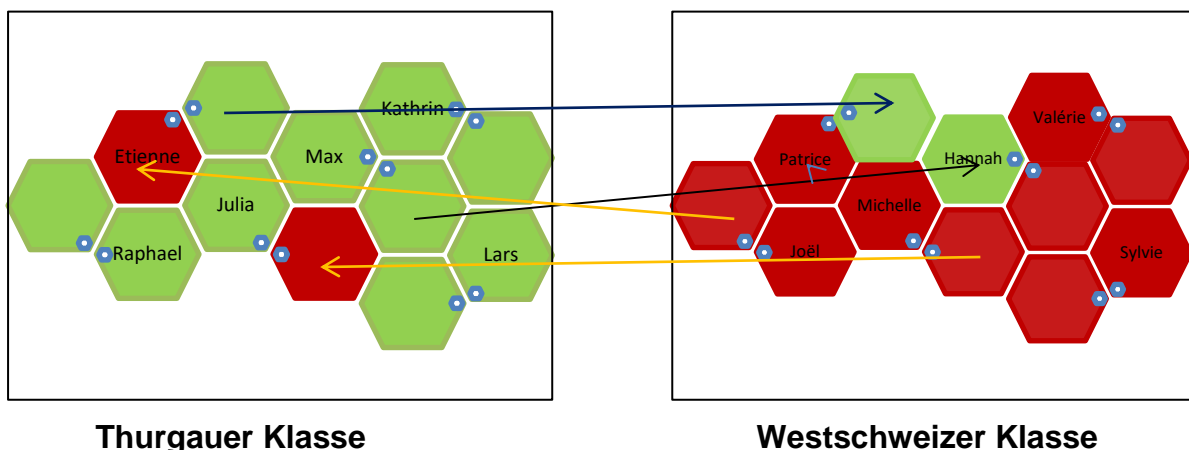 Kathrin
Etienne
Max
Julia
Raphael
Lars
Valérie
Patrice
Hannah
Michelle
Joël
Sylvie
Thurgauer Klasse
Westschweizer Klasse